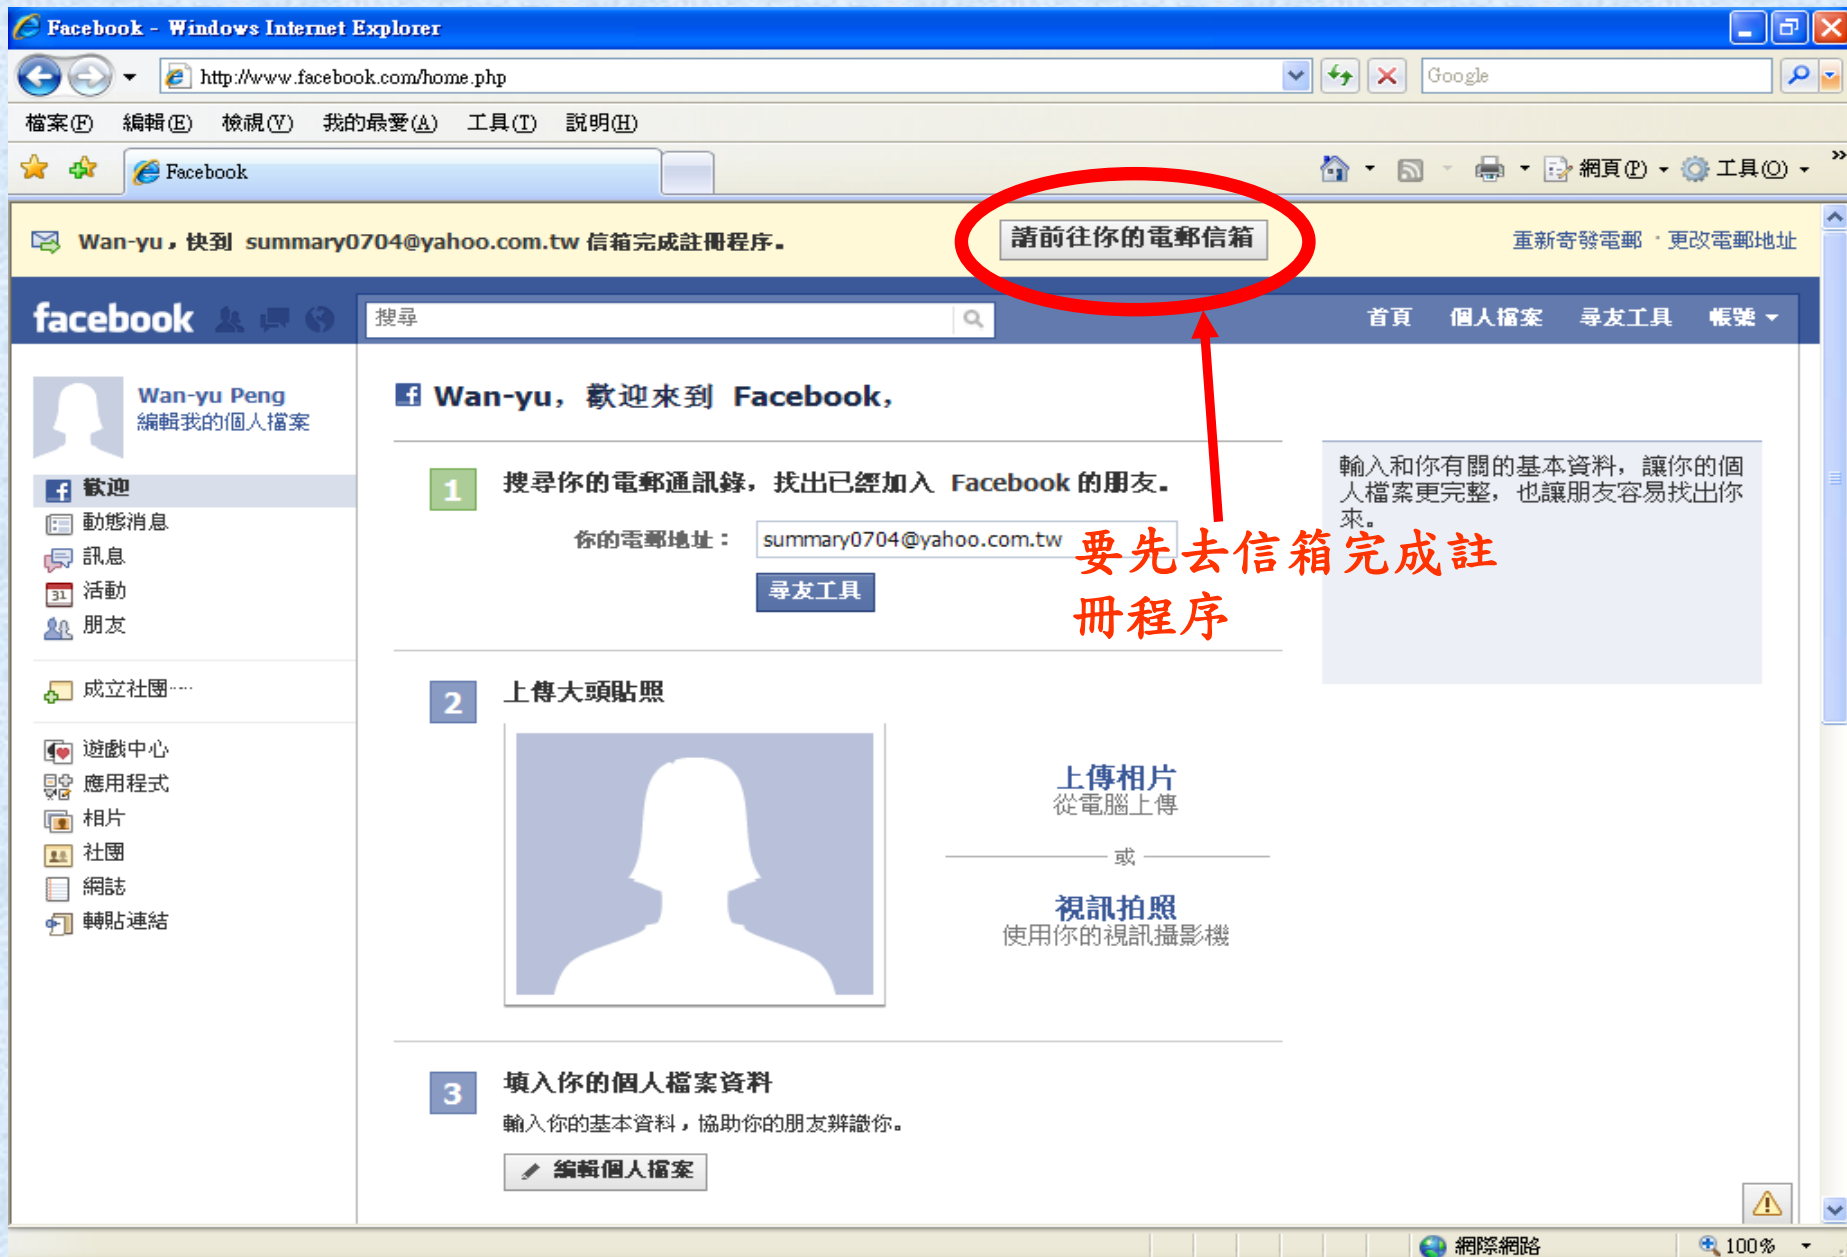 Facebook - Windows Internet Explorer
http://www.facebook.com/home.php
Google
檔案(F) 編輯(E) 檢視(V) 我的最愛(A) 工具(T) 說明(H)
Facebook
網頁(P) 工具(O) »
Wan-yu，快到 summary0704@yahoo.com.tw 信箱完成註冊程序。
請前往你的電郵信箱
重新寄發電郵 · 更改電郵地址
facebook
搜尋
首頁 個人檔案 尋友工具 帳號
Wan-yu Peng
編輯我的個人檔案
歡迎
動態消息
訊息
31 活動
朋友
成立社團……
遊戲中心
應用程式
相片
社團
網誌
轉貼連結
Wan-yu，歡迎來到 Facebook，
1 搜尋你的電郵通訊錄，找出已經加入 Facebook 的朋友。
你的電郵地址： summary0704@yahoo.com.tw
尋友工具
要先去信箱完成註
冊程序
2 上傳大頭貼照
上傳相片
從電腦上傳
或
視訊拍照
使用你的視訊攝影機
3 填入你的個人檔案資料
輸入你的基本資料，協助你的朋友辨識你。
編輯個人檔案
輸入和你有關的基本資料，讓你的個
人檔案更完整，也讓朋友容易找出你
來。
網際網路 100%